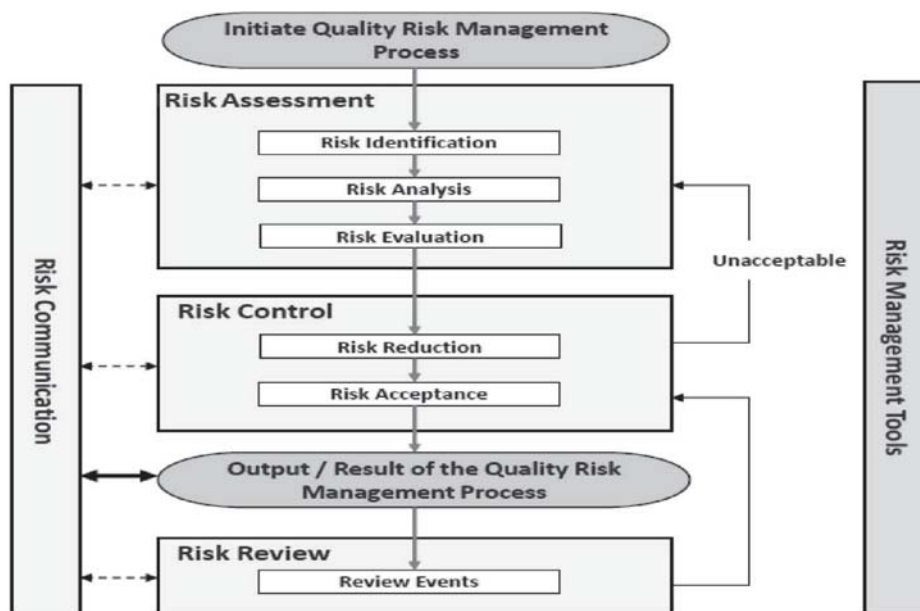 Initiate Quality Risk Management
Process
Risk Assessment
Risk Identification
Risk Analysis
Risk Evaluation
Risk Communication
Unacceptable
Risk Management Tools
Risk Control
Risk Reduction
Risk Acceptance
Output / Result of the Quality Risk
Management Process
Risk Review
Review Events